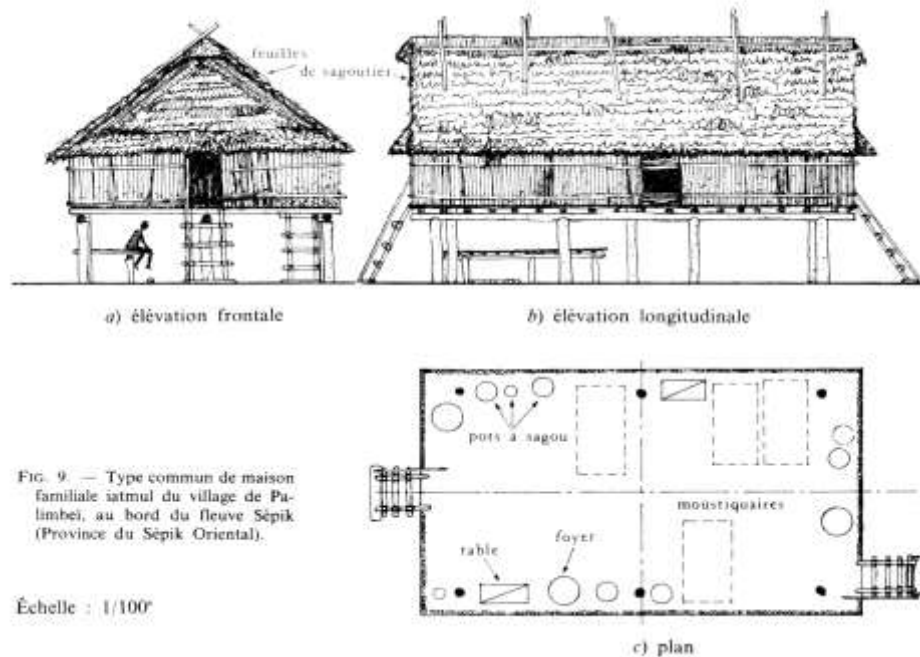 feuilles
de sagoutier
a) élévation frontale
b) élévation longitudinale
pots à sagou
FIG. 9. — Type commun de maison
familiale iatmul du village de Pa-
limbei, au bord du fleuve Sépik
(Province du Sépik Oriental).
moustiquaires
table
foyer
Échelle : 1/100e
c) plan